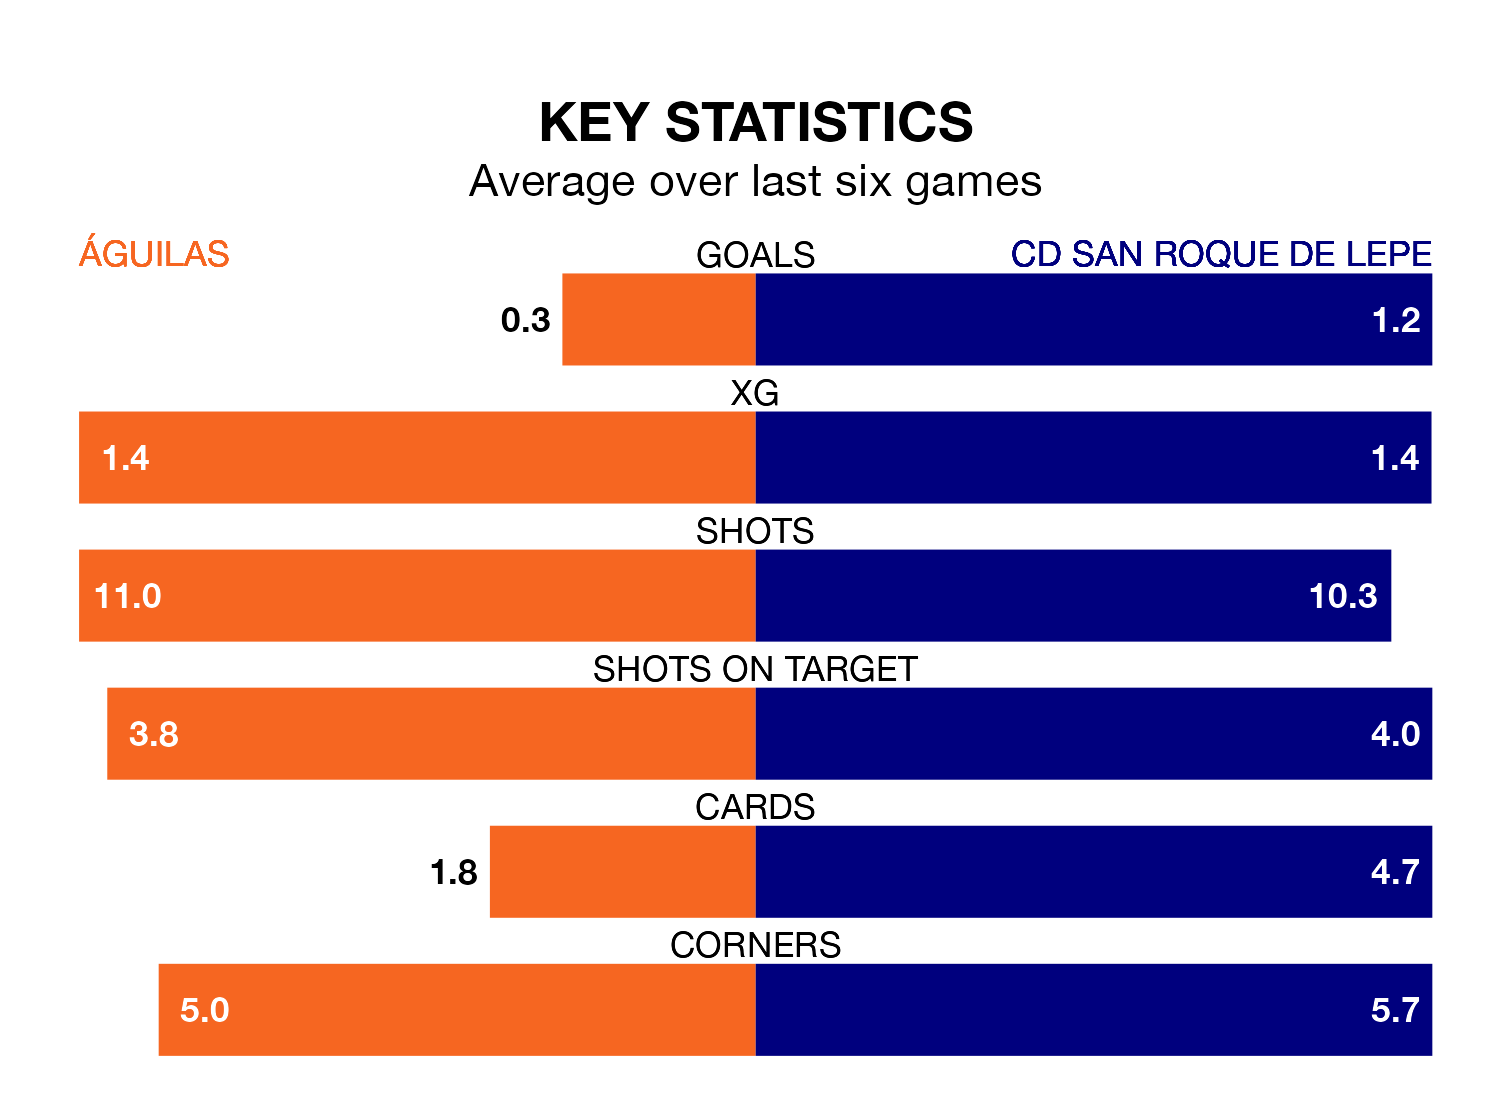 KEY STATISTICS
Average over last six games
ÁGUILAS GOALS CD SAN ROQUE DE LEPE
0.3 1.2
XG
1.4 1.4
SHOTS
11.0 10.3
SHOTS ON TARGET
3.8 4.0
CARDS
1.8 4.7
CORNERS
5.0 5.7